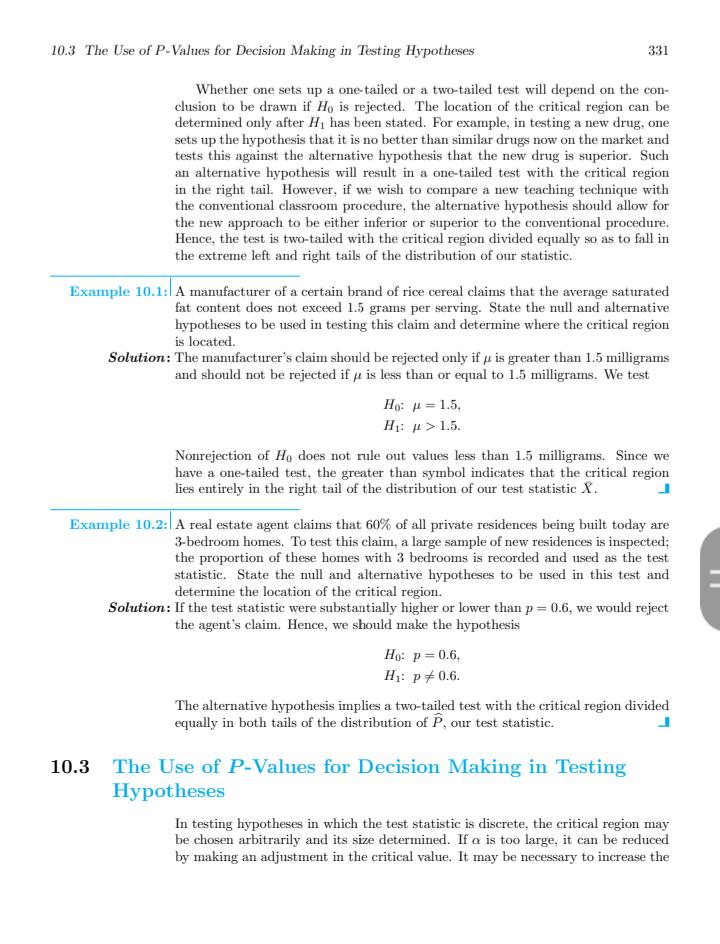 10.3 The Use of P-Values for Decision Making in Testing Hypotheses 331
Whether one sets up a one-tailed or a two-tailed test will depend on the con-
clusion to be drawn if H₀ is rejected. The location of the critical region can be
determined only after H₁ has been stated. For example, in testing a new drug, one
sets up the hypothesis that it is no better than similar drugs now on the market and
tests this against the alternative hypothesis that the new drug is superior. Such
an alternative hypothesis will result in a one-tailed test with the critical region
in the right tail. However, if we wish to compare a new teaching technique with
the conventional classroom procedure, the alternative hypothesis should allow for
the new approach to be either inferior or superior to the conventional procedure.
Hence, the test is two-tailed with the critical region divided equally so as to fall in
the extreme left and right tails of the distribution of our statistic.
Example 10.1: A manufacturer of a certain brand of rice cereal claims that the average saturated
fat content does not exceed 1.5 grams per serving. State the null and alternative
hypotheses to be used in testing this claim and determine where the critical region
is located.
Solution: The manufacturer's claim should be rejected only if μ is greater than 1.5 milligrams
and should not be rejected if μ is less than or equal to 1.5 milligrams. We test
H₀: μ = 1.5,
H₁: μ > 1.5.
Nonrejection of H₀ does not rule out values less than 1.5 milligrams. Since we
have a one-tailed test, the greater than symbol indicates that the critical region
lies entirely in the right tail of the distribution of our test statistic X̄.
Example 10.2: A real estate agent claims that 60% of all private residences being built today are
3-bedroom homes. To test this claim, a large sample of new residences is inspected;
the proportion of these homes with 3 bedrooms is recorded and used as the test
statistic. State the null and alternative hypotheses to be used in this test and
determine the location of the critical region.
Solution: If the test statistic were substantially higher or lower than p = 0.6, we would reject
the agent's claim. Hence, we should make the hypothesis
H₀: p = 0.6,
H₁: p ≠ 0.6.
The alternative hypothesis implies a two-tailed test with the critical region divided
equally in both tails of the distribution of P̂, our test statistic.
10.3 The Use of P-Values for Decision Making in Testing
Hypotheses
In testing hypotheses in which the test statistic is discrete, the critical region may
be chosen arbitrarily and its size determined. If α is too large, it can be reduced
by making an adjustment in the critical value. It may be necessary to increase the